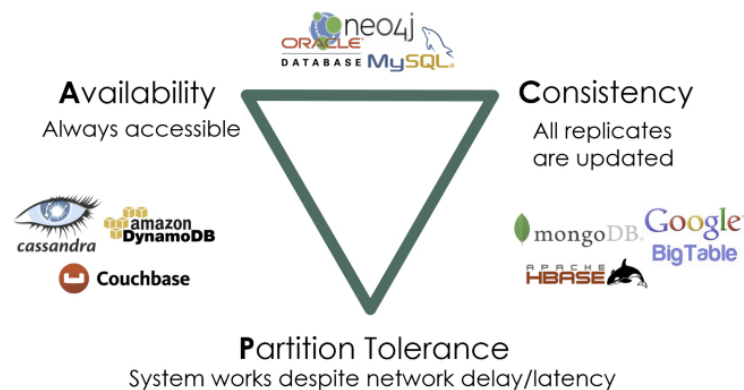 neo4j
ORACLE
DATABASE MySQL
Availability
Always accessible
Consistency
All replicates
are updated
cassandra
amazon
DynamoDB
Couchbase
mongoDB
Google
BigTable
APACHE
HBASE
Partition Tolerance
System works despite network delay/latency